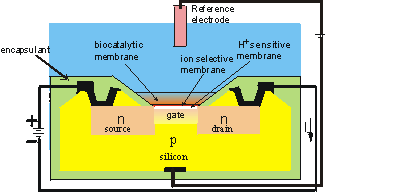 Reference
electrode
encapsulant
biocatalytic
membrane
ion selective
membrane
H+ sensitive
membrane
gate
n
source
n
drain
p
silicon
+
−
I